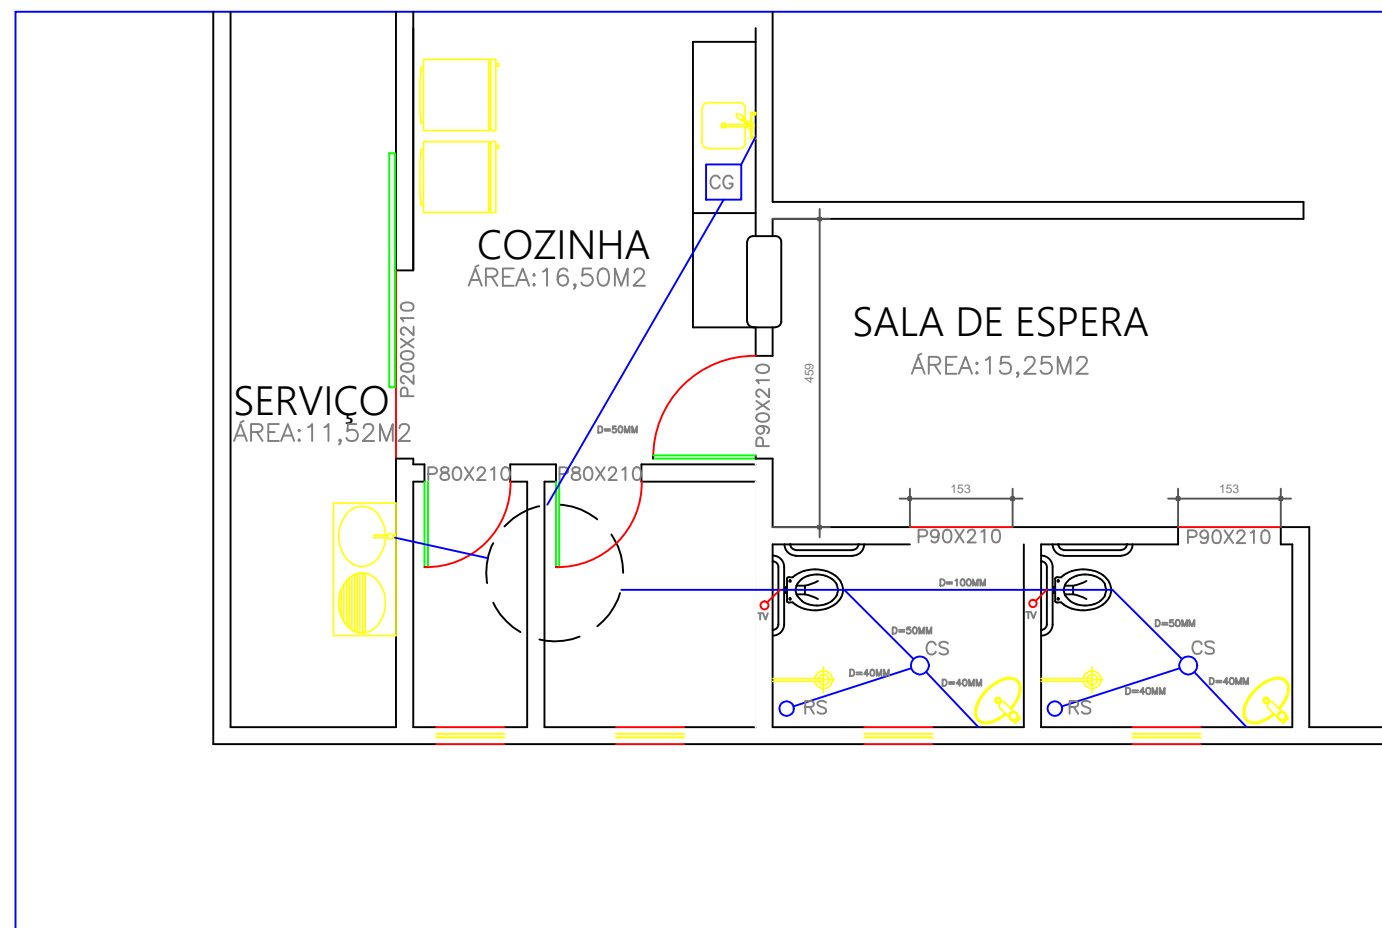 CG
COZINHA
ÁREA:16,50M2
SALA DE ESPERA
ÁREA:15,25M2
459
P200X210
P90X210
SERVIÇO
ÁREA:11,52M2
D=50MM
P80X210
P80X210
153
153
P90X210
P90X210
D=100MM
TV
TV
D=50MM
D=50MM
CS
CS
D=40MM
D=40MM
D=40MM
D=40MM
RS
RS